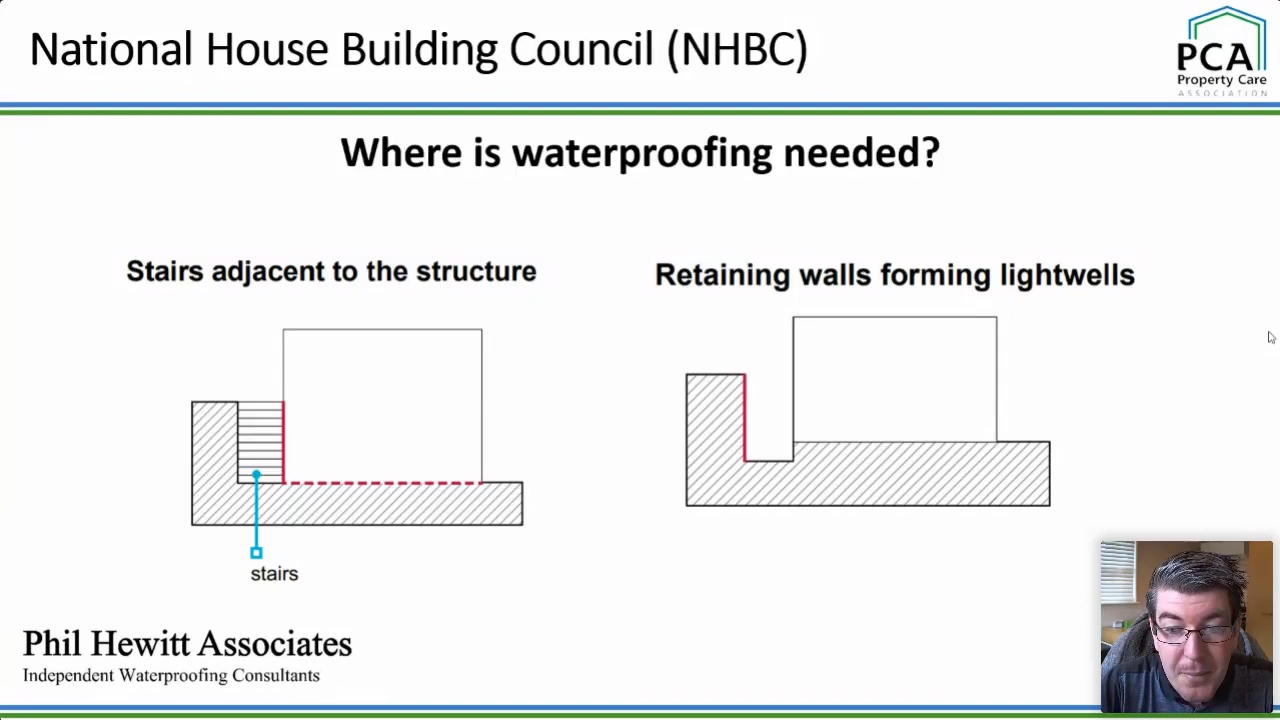 National House Building Council (NHBC)
PCA
Property Care
ASSOCIATION
Where is waterproofing needed?
Stairs adjacent to the structure
Retaining walls forming lightwells
stairs
Phil Hewitt Associates
Independent Waterproofing Consultants